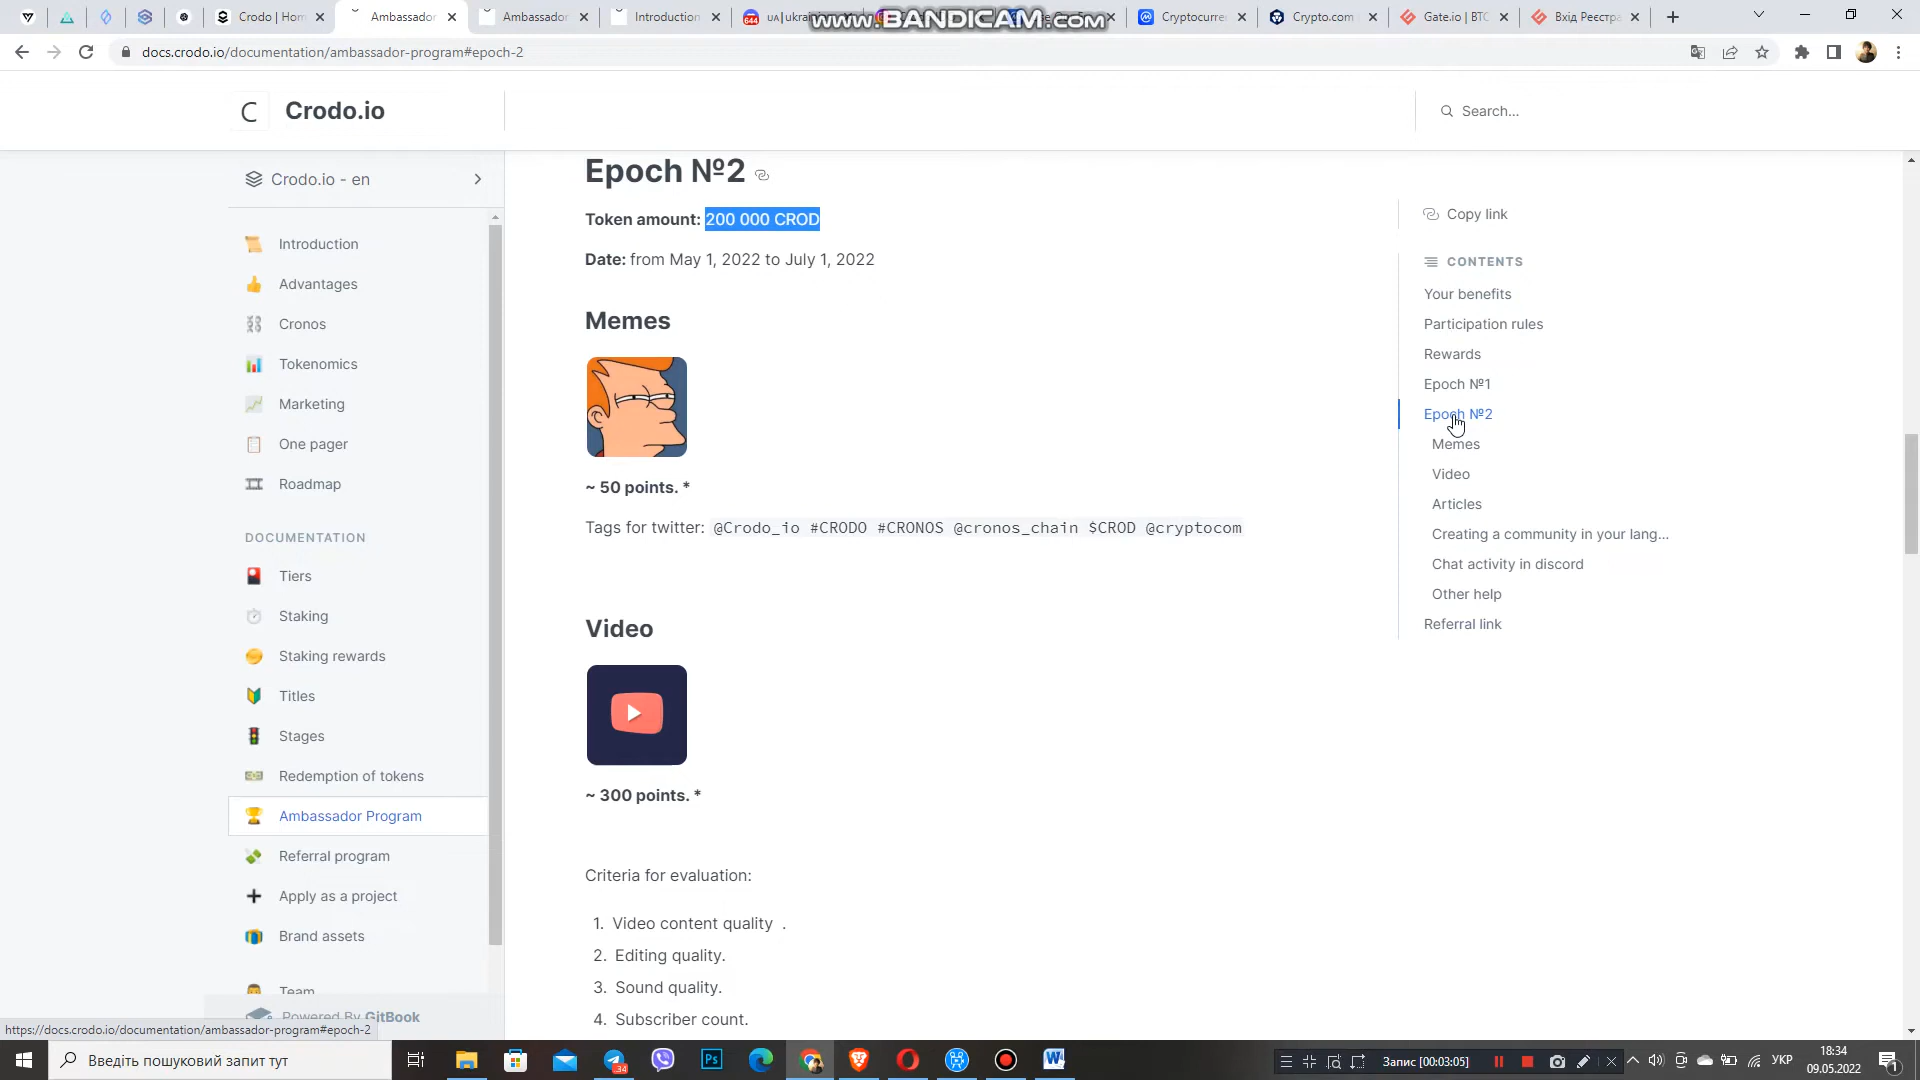 Crodo | Hom
Ambassador
Ambassador
Introduction
UA|ukrain
Cryptocurre
Crypto.com
Gate.io | BTC
Вхід Реєстра
www.BANDICAM.com
docs.crodo.io/documentation/ambassador-program#epoch-2
C Crodo.io
Search...
Crodo.io - en
Introduction
Advantages
Cronos
Tokenomics
Marketing
One pager
Roadmap
DOCUMENTATION
Tiers
Staking
Staking rewards
Titles
Stages
Redemption of tokens
Ambassador Program
Referral program
Apply as a project
Brand assets
Team
Powered By GitBook
Epoch №2
Token amount: 200 000 CROD
Date: from May 1, 2022 to July 1, 2022
Memes
~ 50 points. *
Tags for twitter: @Crodo_io #CRODO #CRONOS @cronos_chain $CROD @cryptocom
Video
~ 300 points. *
Criteria for evaluation:
1. Video content quality .
2. Editing quality.
3. Sound quality.
4. Subscriber count.
Copy link
CONTENTS
Your benefits
Participation rules
Rewards
Epoch №1
Epoch №2
Memes
Video
Articles
Creating a community in your lang...
Chat activity in discord
Other help
Referral link
https://docs.crodo.io/documentation/ambassador-program#epoch-2
Введіть пошуковий запит тут
Запис [00:03:05]
УКР
18:34
09.05.2022